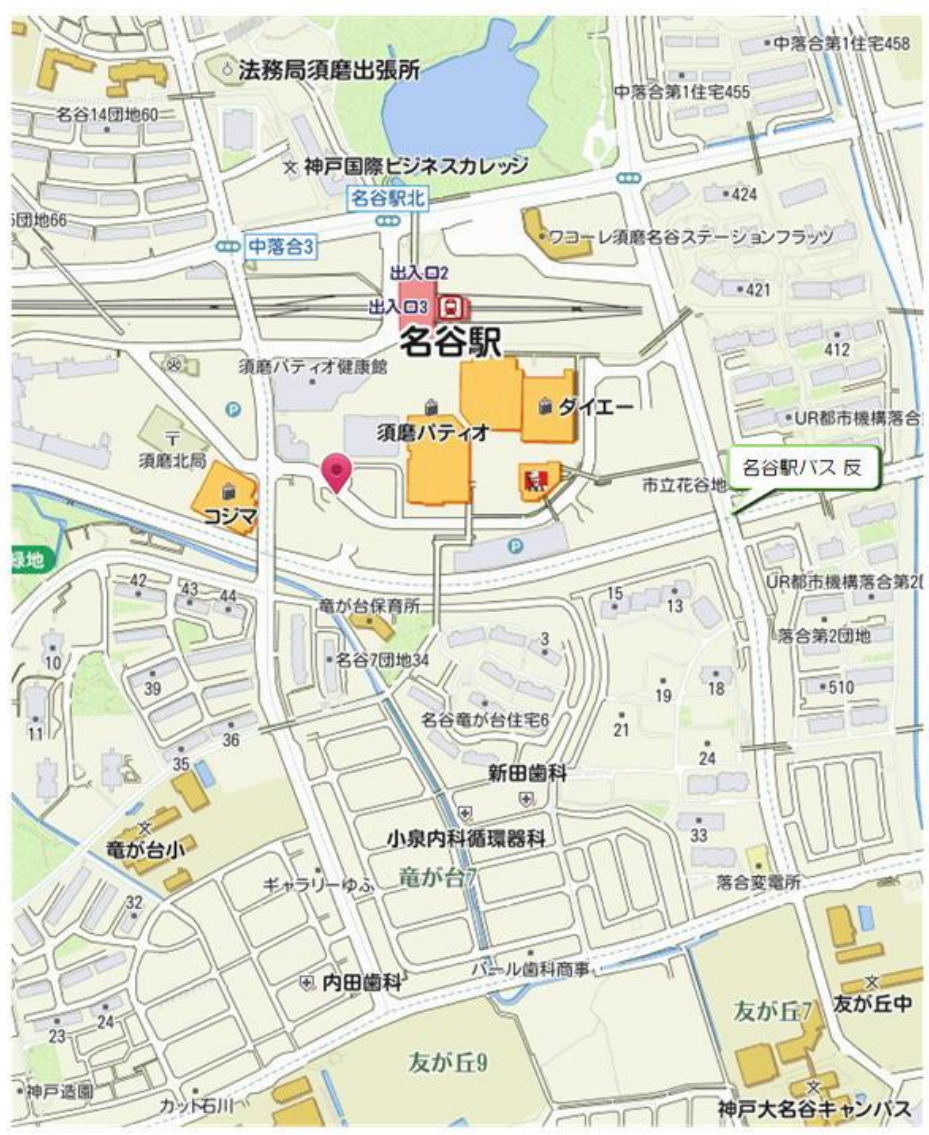 中落合第1住宅458
法務局須磨出張所
中落合第1住宅455
名谷14団地60
神戸国際ビジネスカレッジ
424
名谷駅北
団地66
ワコーレ須磨名谷ステーションフラッツ
中落合3
出入口2
421
出入口3
名谷駅
412
須磨パティオ健康館
ダイエー
UR都市機構落合
須磨パティオ
須磨北局
名谷駅バス 反
市立花谷地
コジマ
P
P
緑地
42
43
44
UR都市機構落合第2
15
13
竜が台保育所
落合第2団地
3
10
名谷7団地34
39
19
18
510
11
36
名谷竜が台住宅6
21
35
24
新田歯科
33
小泉内科循環器科
竜が台小
竜が台7
落合変電所
ギャラリーゆふ
32
パール歯科商事
内田歯科
友が丘7
友が丘中
23
24
友が丘9
神戸造園
カット石川
神戸大名谷キャンパス